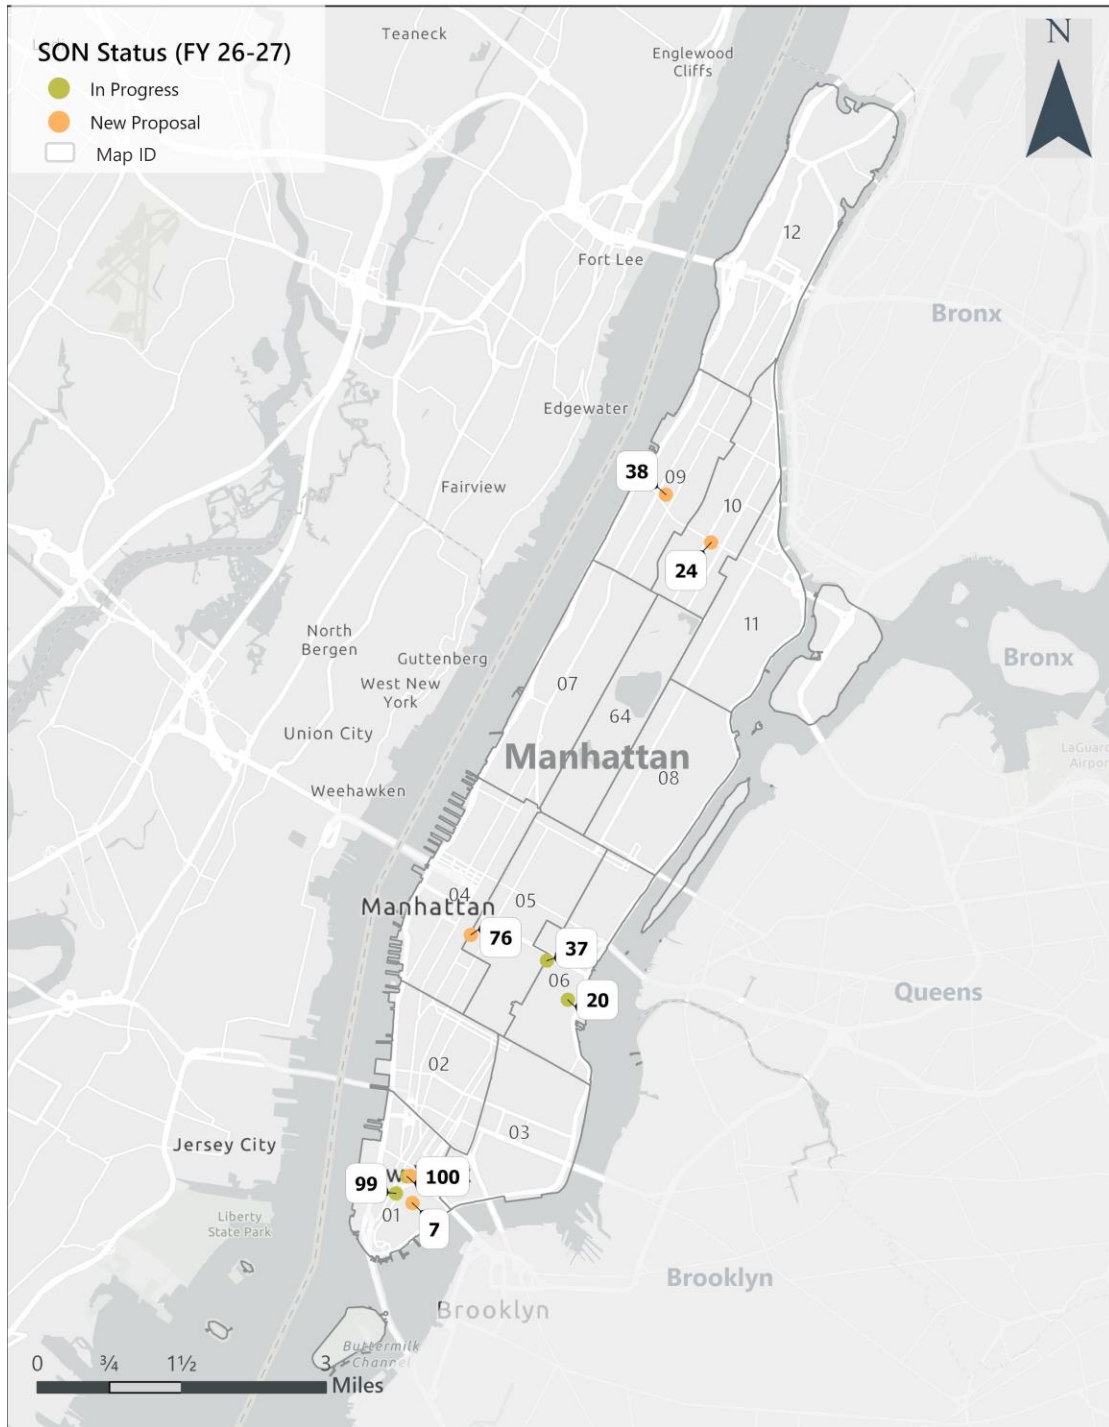 SON Status (FY 26-27)
In Progress
New Proposal
Map ID
Teaneck
Englewood
Cliffs
N
12
Fort Lee
Bronx
Edgewater
38
09
Fairview
10
24
11
North
Bergen
Guttenberg
Bronx
West New
York
07
64
Union City
Manhattan
LaGuard
Airport
08
Weehawken
04
05
Manhattan
76
37
06
20
Queens
02
03
Jersey City
99
100
01
7
Liberty
State Park
Brooklyn
Brooklyn
Buttermilk
Channel
0
¾
1½
3
Miles